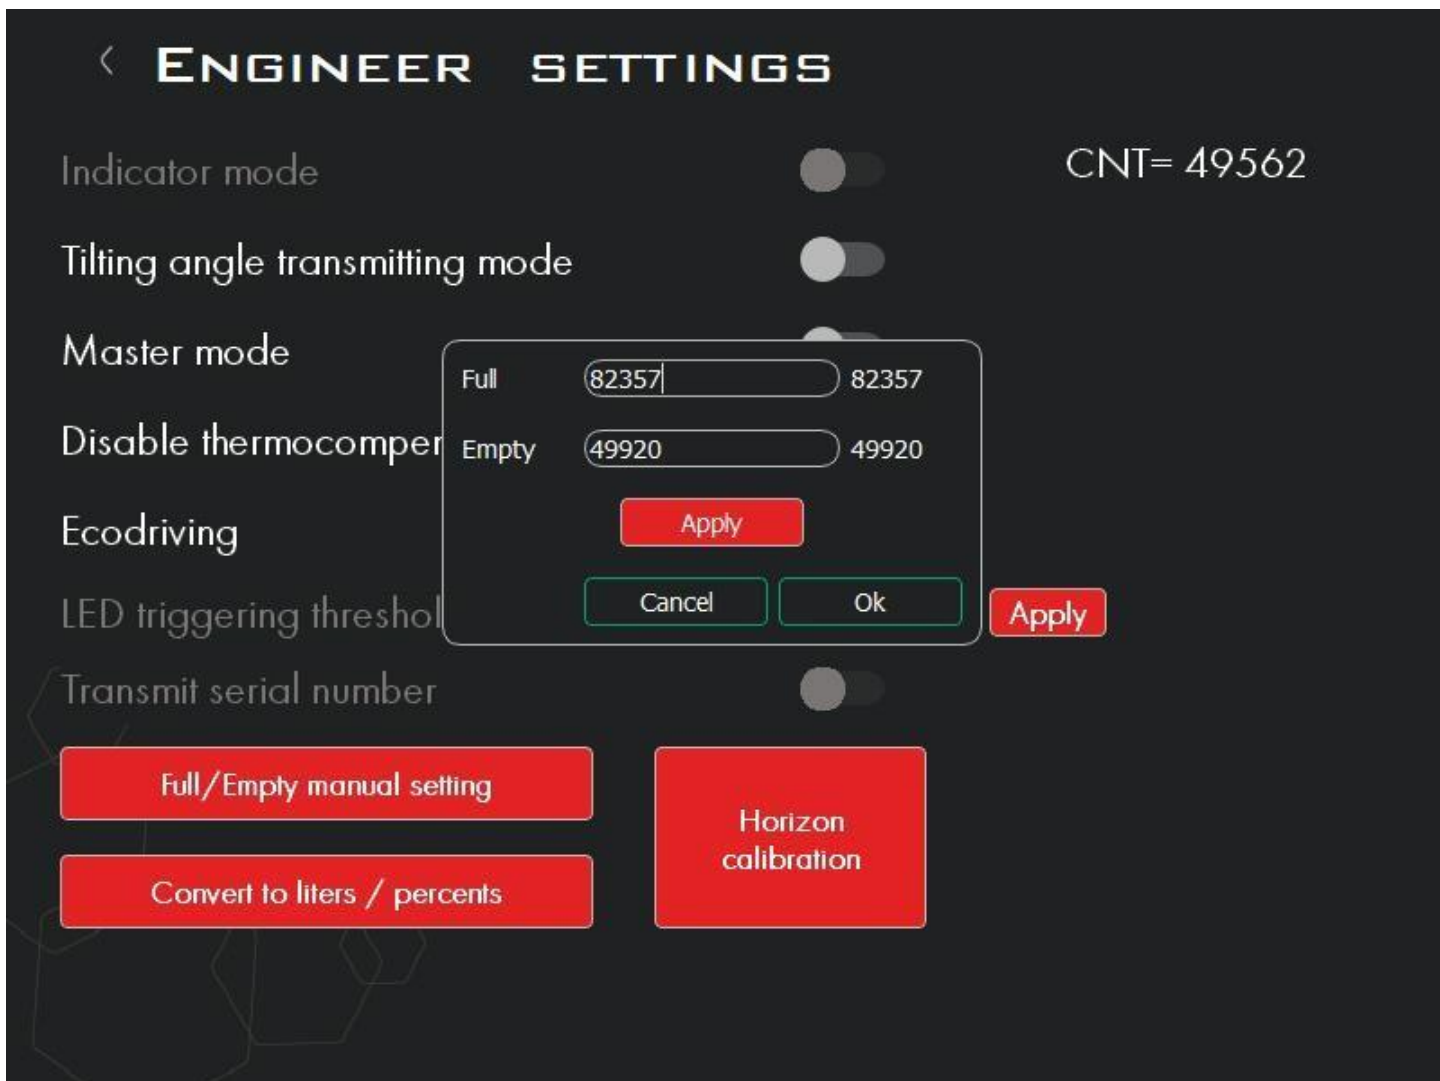 ENGINEER SETTINGS
Indicator mode
CNT= 49562
Tilting angle transmitting mode
Master mode
Full 82357 82357
Disable thermocomper
Empty 49920 49920
Apply
Ecodriving
Cancel Ok
LED triggering threshol
Apply
Transmit serial number
Full/Empty manual setting
Horizon
calibration
Convert to liters / percents